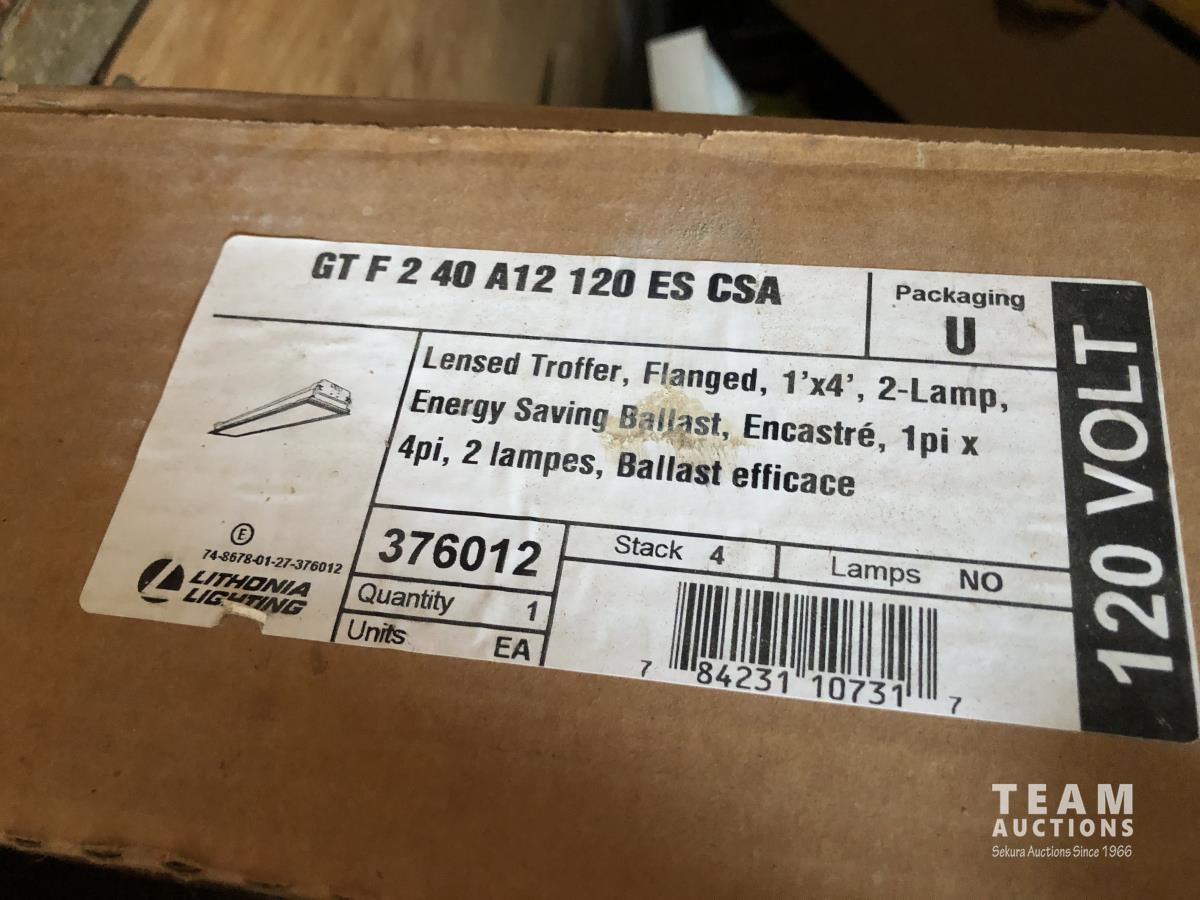 GT F 2 40 A12 120 ES CSA
Packaging
U
120 VOLT
Lensed Troffer, Flanged, 1'x4', 2-Lamp,
Energy Saving Ballast, Encastré, 1pi x
4pi, 2 lampes, Ballast efficace
E
74-8678-01-27-376012
LITHONIA
LIGHTING
376012
Quantity 1
Units EA
Stack 4
Lamps NO
7 84231 10731 7
TEAM
AUCTIONS
Sekura Auctions Since 1966